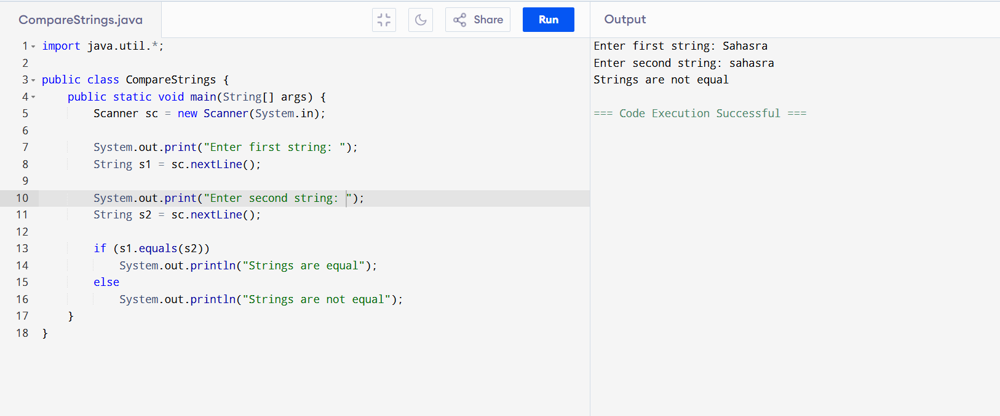 CompareStrings.java
Share
Run
Output
1 import java.util.*;
2
3 public class CompareStrings {
4     public static void main(String[] args) {
5         Scanner sc = new Scanner(System.in);
6
7         System.out.print("Enter first string: ");
8         String s1 = sc.nextLine();
9
10         System.out.print("Enter second string: ");
11         String s2 = sc.nextLine();
12
13         if (s1.equals(s2))
14             System.out.println("Strings are equal");
15         else
16             System.out.println("Strings are not equal");
17     }
18 }
Enter first string: Sahasra
Enter second string: sahasra
Strings are not equal
=== Code Execution Successful ===